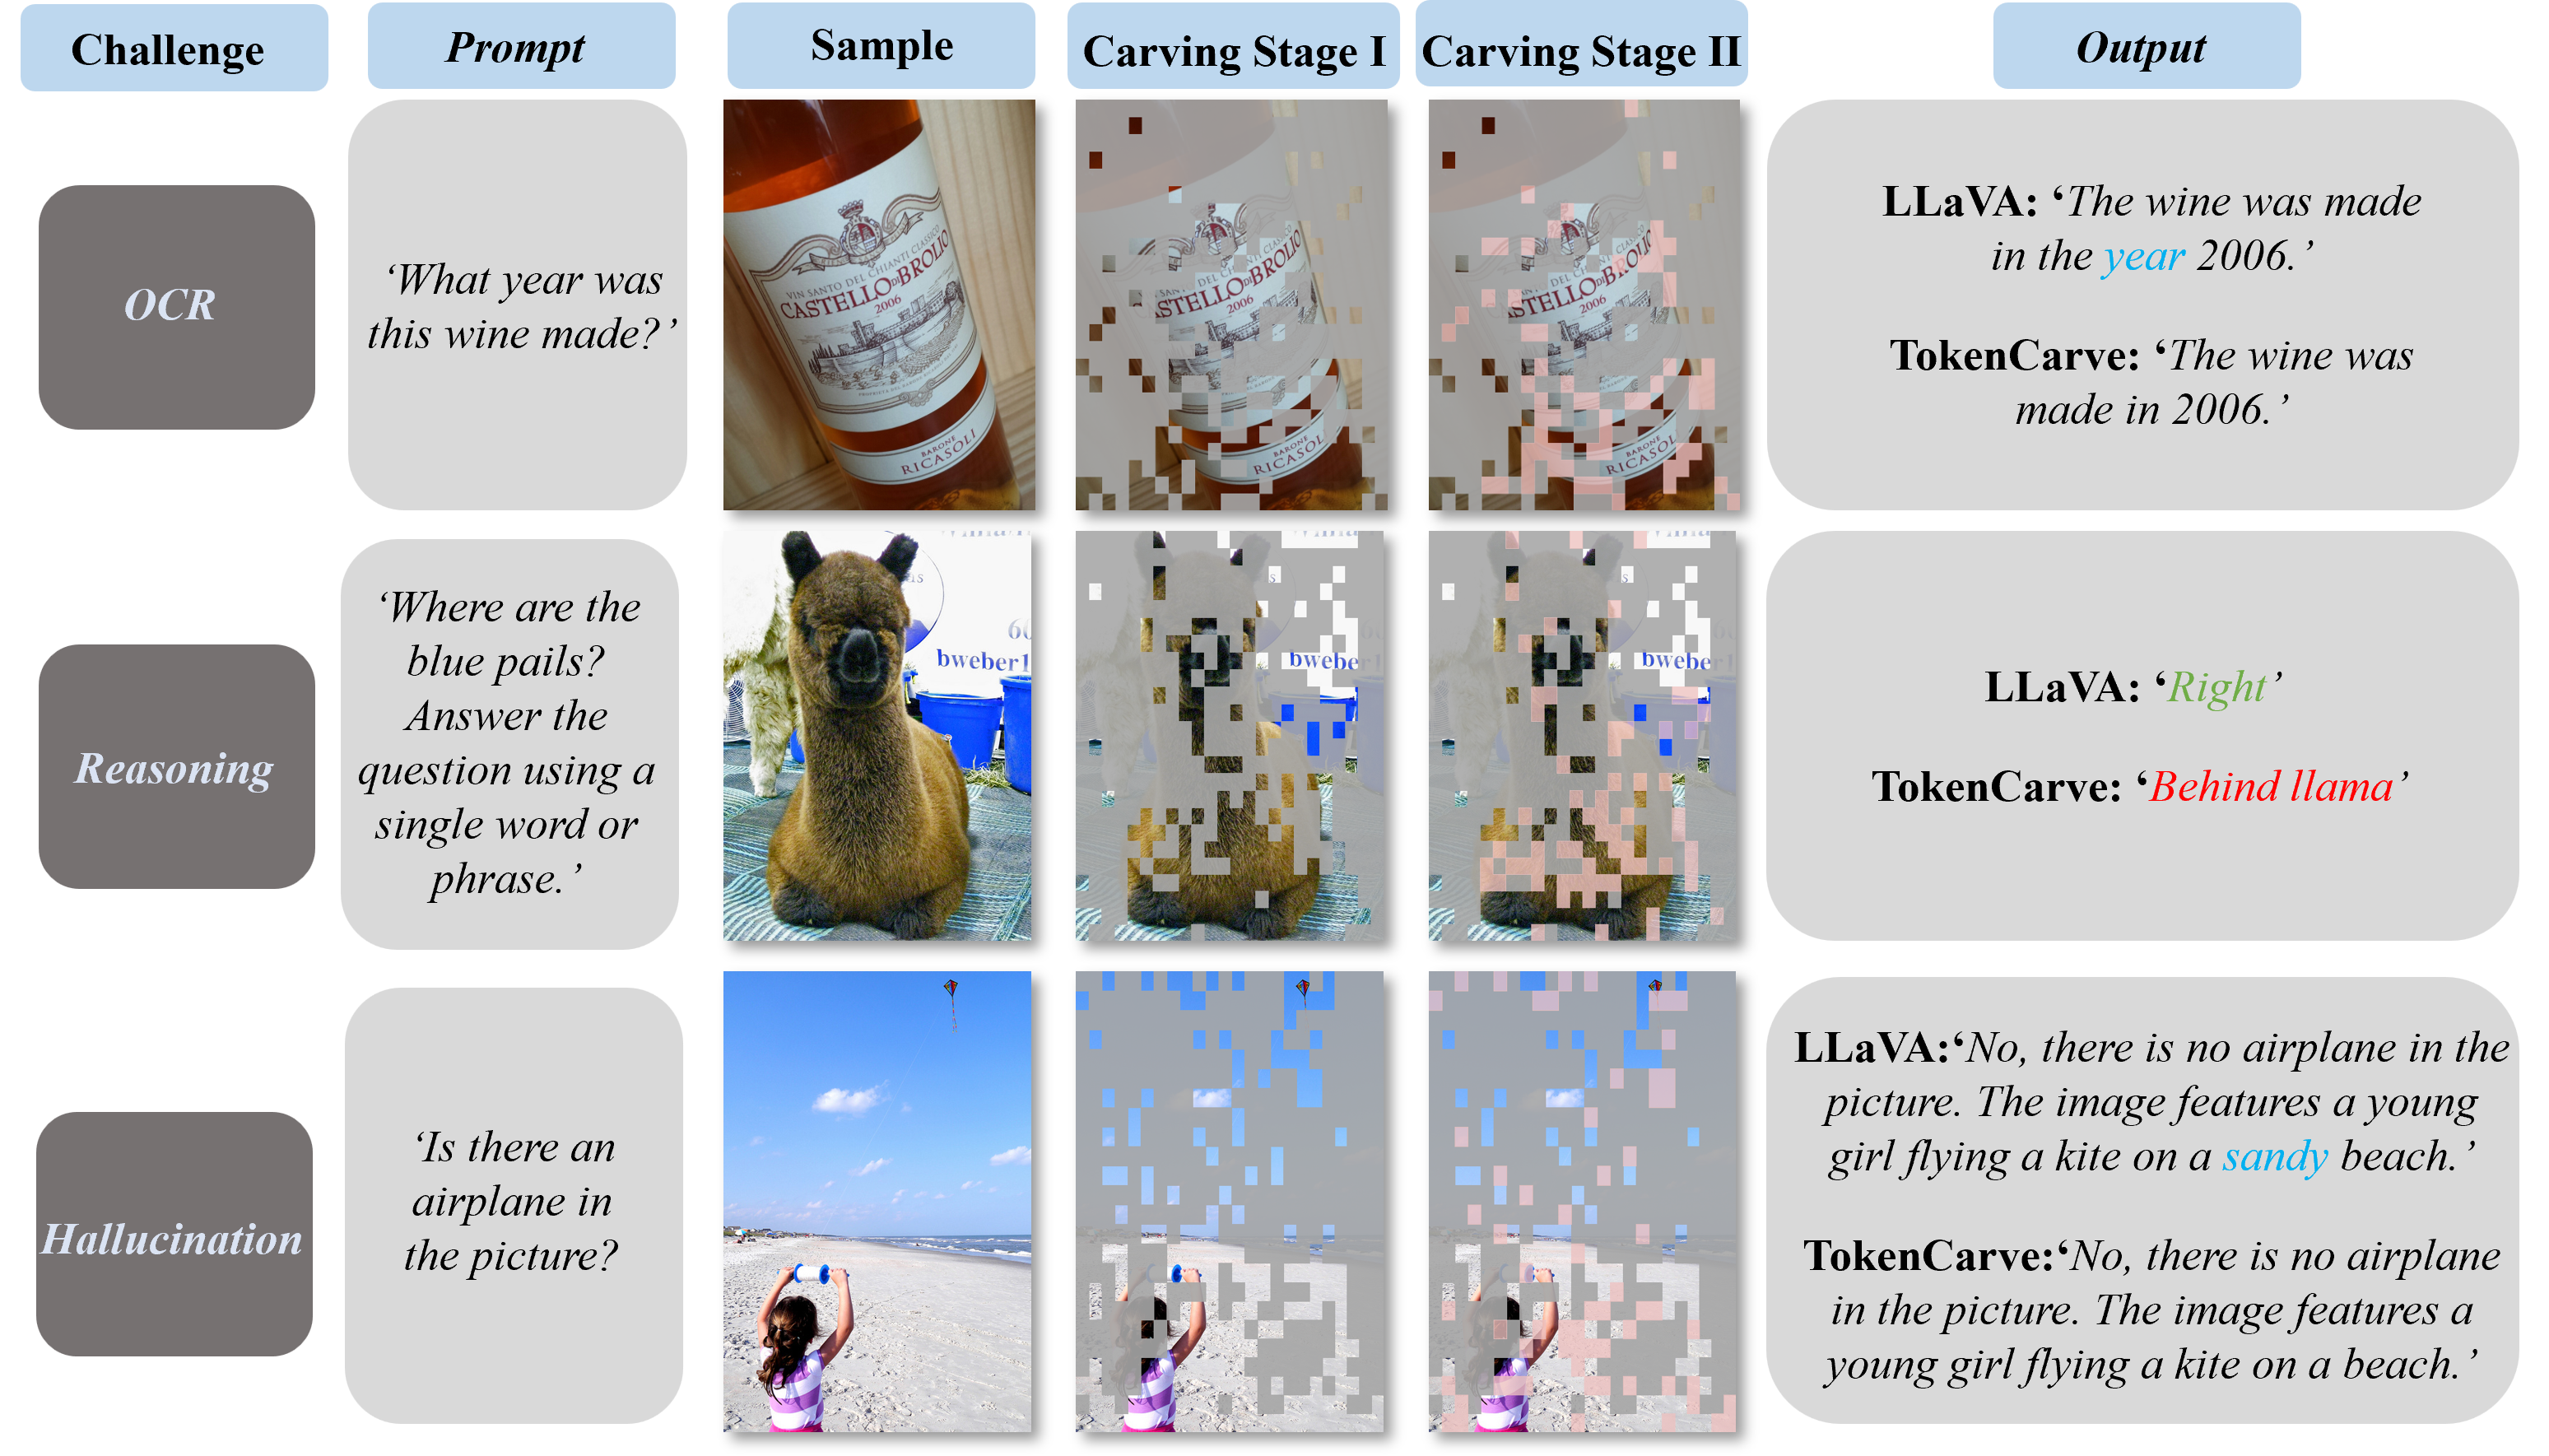 Challenge
Prompt
Sample
Carving Stage I
Carving Stage II
Output
OCR
‘What year was
this wine made?’
VIN SANTO DEL CHIANTI CLASSICO
CASTELLO DI BROLIO
2006
BARONE
RICASOLI
STELLO DI BROLIO
2006
BARONE
RICASOL
STELLO DI BROLIO
2006
BARONE
RICASOL
LLaVA: ‘The wine was made
in the year 2006.’
TokenCarve: ‘The wine was
made in 2006.’
Reasoning
‘Where are the
blue pails?
Answer the
question using a
single word or
phrase.’
60
bweber1
bwebe
bwebe
LLaVA: ‘Right’
TokenCarve: ‘Behind llama’
Hallucination
‘Is there an
airplane in
the picture?
LLaVA:‘No, there is no airplane in the
picture. The image features a young
girl flying a kite on a sandy beach.’
TokenCarve:‘No, there is no airplane
in the picture. The image features a
young girl flying a kite on a beach.’